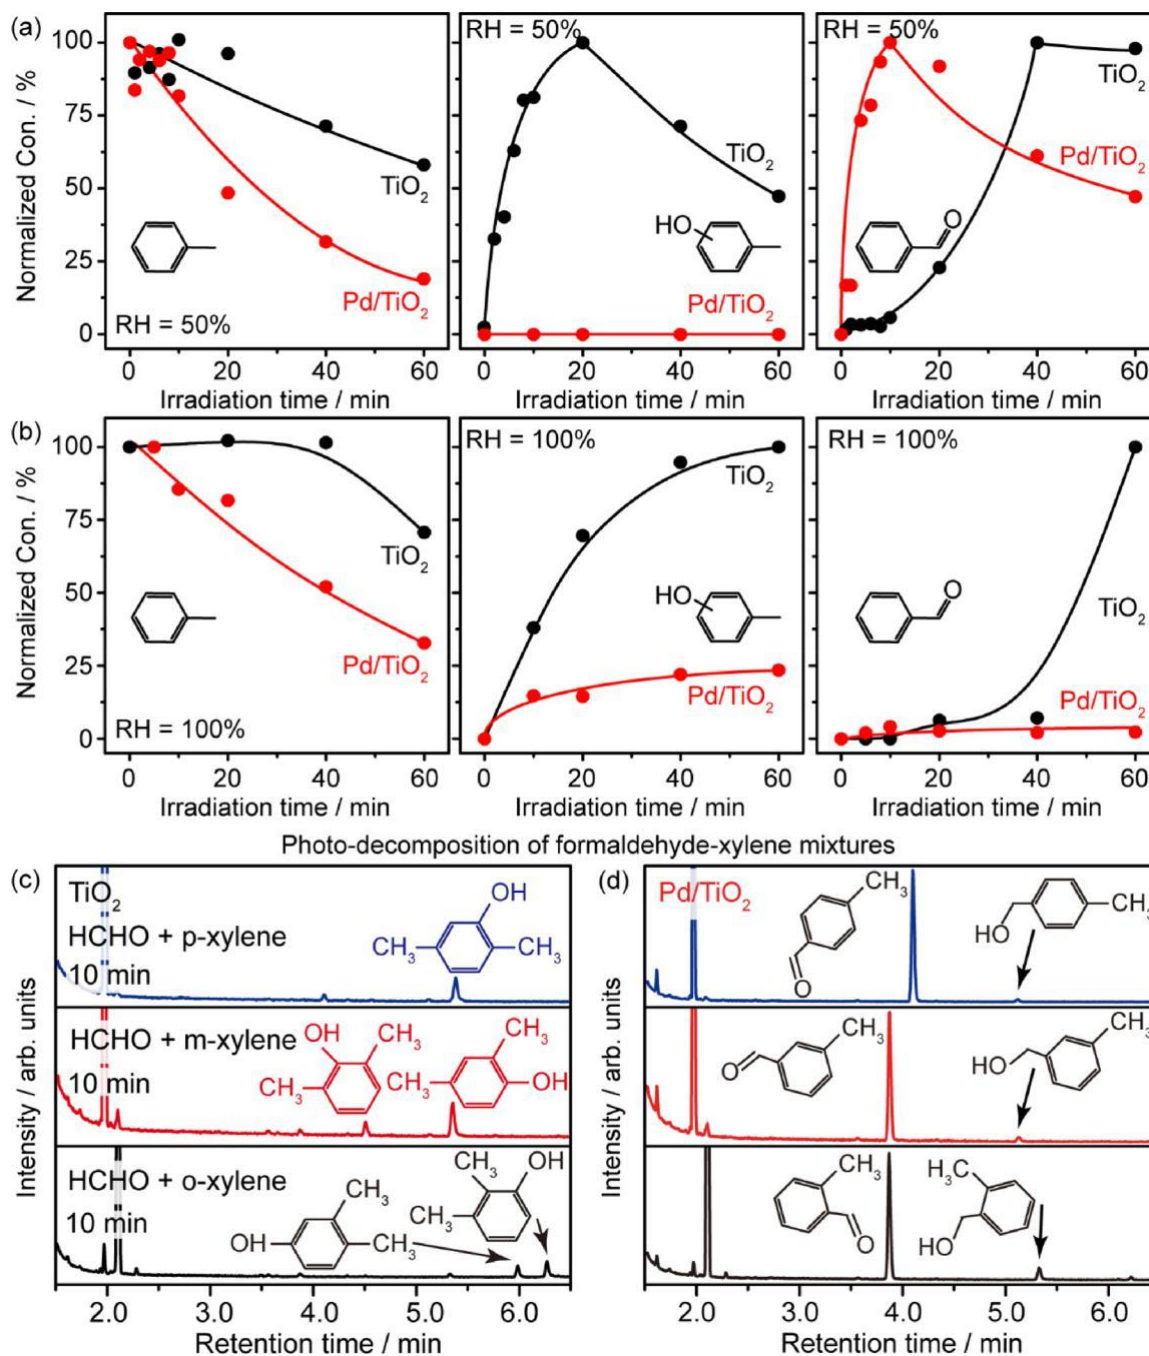 (a)
Normalized Con. / %
100
75
50
25
0
TiO2
Pd/TiO2
RH = 50%
0 20 40 60
Irradiation time / min
RH = 50%
TiO2
HO
Pd/TiO2
0 20 40 60
Irradiation time / min
RH = 50%
TiO2
Pd/TiO2
O
0 20 40 60
Irradiation time / min
(b)
Normalized Con. / %
100
75
50
25
0
TiO2
Pd/TiO2
RH = 100%
0 20 40 60
Irradiation time / min
RH = 100%
TiO2
HO
Pd/TiO2
0 20 40 60
Irradiation time / min
RH = 100%
O
TiO2
Pd/TiO2
0 20 40 60
Irradiation time / min
Photo-decomposition of formaldehyde-xylene mixtures
(c)
Intensity / arb. units
TiO2
HCHO + p-xylene
10 min
OH
CH3
CH3
HCHO + m-xylene
10 min
OH
CH3
CH3
CH3
CH3
OH
HCHO + o-xylene
10 min
HO
CH3
CH3
CH3
CH3
OH
2.0 3.0 4.0 5.0 6.0
Retention time / min
(d)
Intensity / arb. units
Pd/TiO2
CH3
O
HO
CH3
CH3
O
HO
CH3
CH3
O
H3C
HO
2.0 3.0 4.0 5.0 6.0
Retention time / min